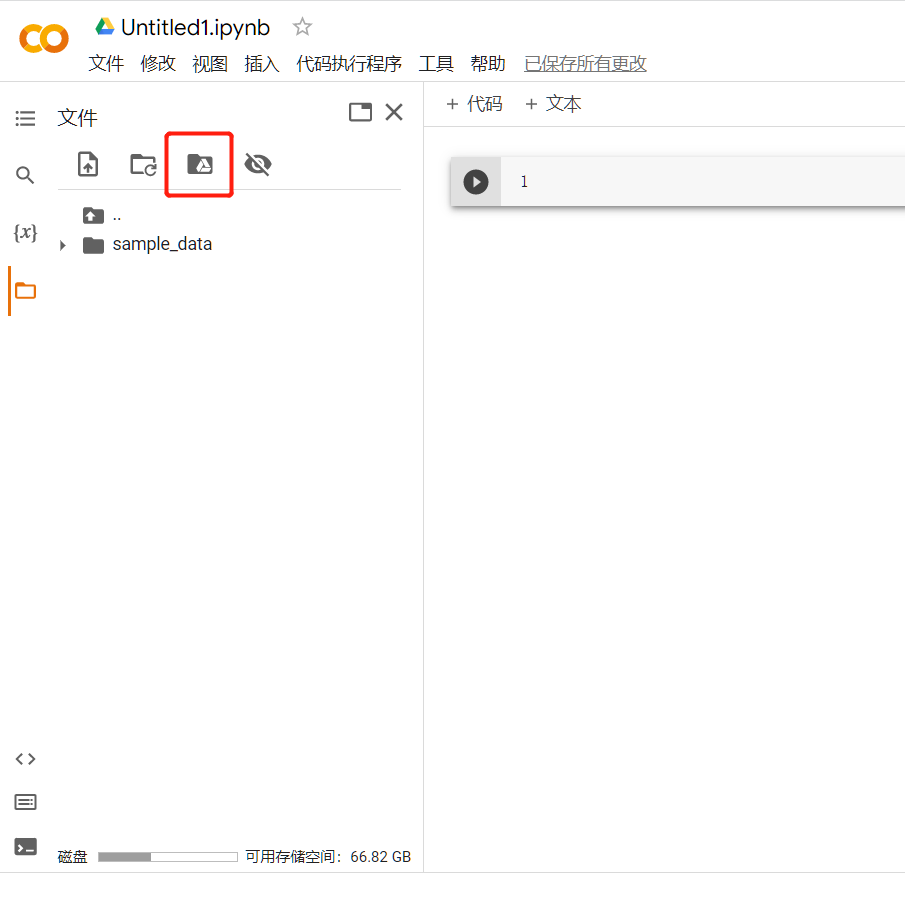 Untitled1.ipynb
文件 修改 视图 插入 代码执行程序 工具 帮助 已保存所有更改
文件
+ 代码 + 文本
{x}
..
sample_data
1
磁盘 可用存储空间：66.82 GB